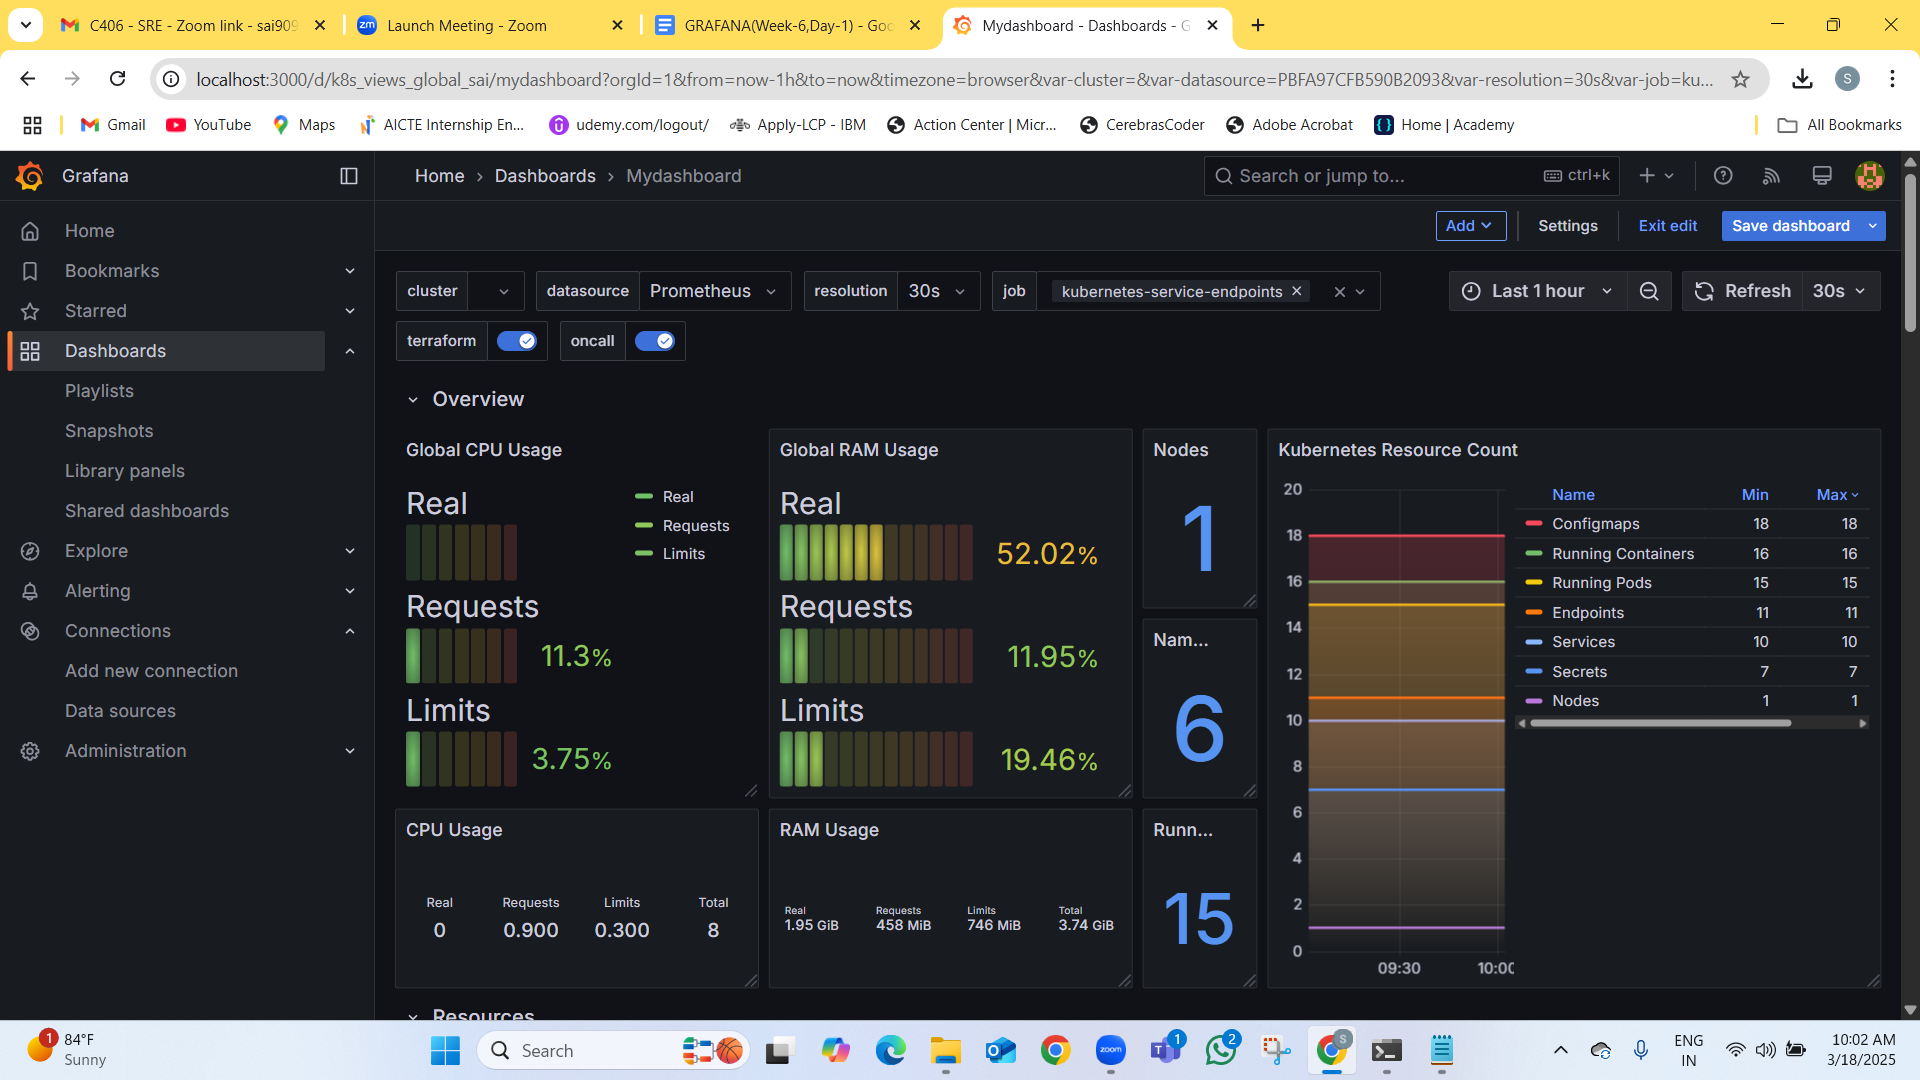 C406 - SRE - Zoom link - sai909
Launch Meeting - Zoom
GRAFANA(Week-6,Day-1) - Goo
Mydashboard - Dashboards - G
localhost:3000/d/k8s_views_global_sai/mydashboard?orgId=1&from=now-1h&to=now&timezone=browser&var-cluster=&var-datasource=PBFA97CFB590B2093&var-resolution=30s&var-job=ku...
S
Gmail
YouTube
Maps
AICTE Internship En...
udemy.com/logout/
Apply-LCP - IBM
Action Center | Micr...
CerebrasCoder
Adobe Acrobat
Home | Academy
All Bookmarks
Grafana
Home › Dashboards › Mydashboard
Search or jump to...
ctrl+k
Add
Settings
Exit edit
Save dashboard
Home
Bookmarks
Starred
Dashboards
Playlists
Snapshots
Library panels
Shared dashboards
Explore
Alerting
Connections
Add new connection
Data sources
Administration
cluster
datasource Prometheus
resolution 30s
job kubernetes-service-endpoints
Last 1 hour
Refresh 30s
terraform
oncall
Overview
Global CPU Usage
Real
Requests
11.3%
Limits
3.75%
Real
Requests
Limits
Global RAM Usage
Real
52.02%
Requests
11.95%
Limits
19.46%
Nodes
1
Nam...
6
Kubernetes Resource Count
20
18
16
14
12
10
8
6
4
2
0
09:30 10:00
Name Min Max
Configmaps 18 18
Running Containers 16 16
Running Pods 15 15
Endpoints 11 11
Services 10 10
Secrets 7 7
Nodes 1 1
CPU Usage
Real Requests Limits Total
0 0.900 0.300 8
RAM Usage
Real Requests Limits Total
1.95 GiB 458 MiB 746 MiB 3.74 GiB
Runn...
15
Resources
1
84°F
Sunny
Search
zoom
1
2
S
ENG
IN
10:02 AM
3/18/2025